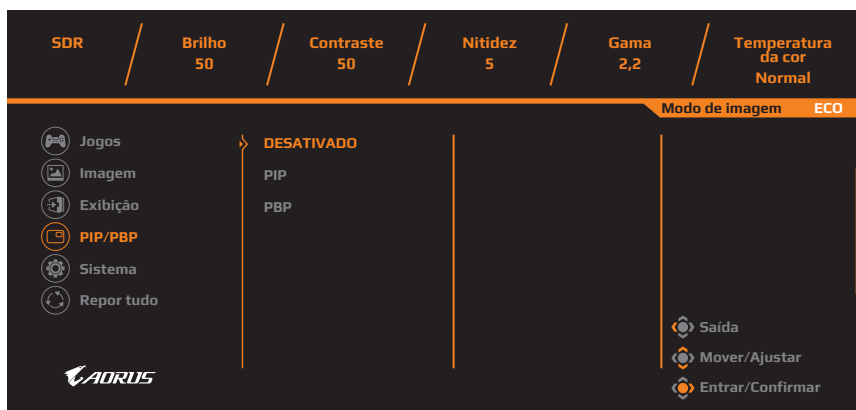 SDR
Brilho
50
Contraste
50
Nitidez
5
Gama
2,2
Temperatura
da cor
Normal
Modo de imagem ECO
Jogos
Imagem
Exibição
PIP/PBP
Sistema
Repor tudo
DESATIVADO
PIP
PBP
Saída
Mover/Ajustar
Entrar/Confirmar
AORUS